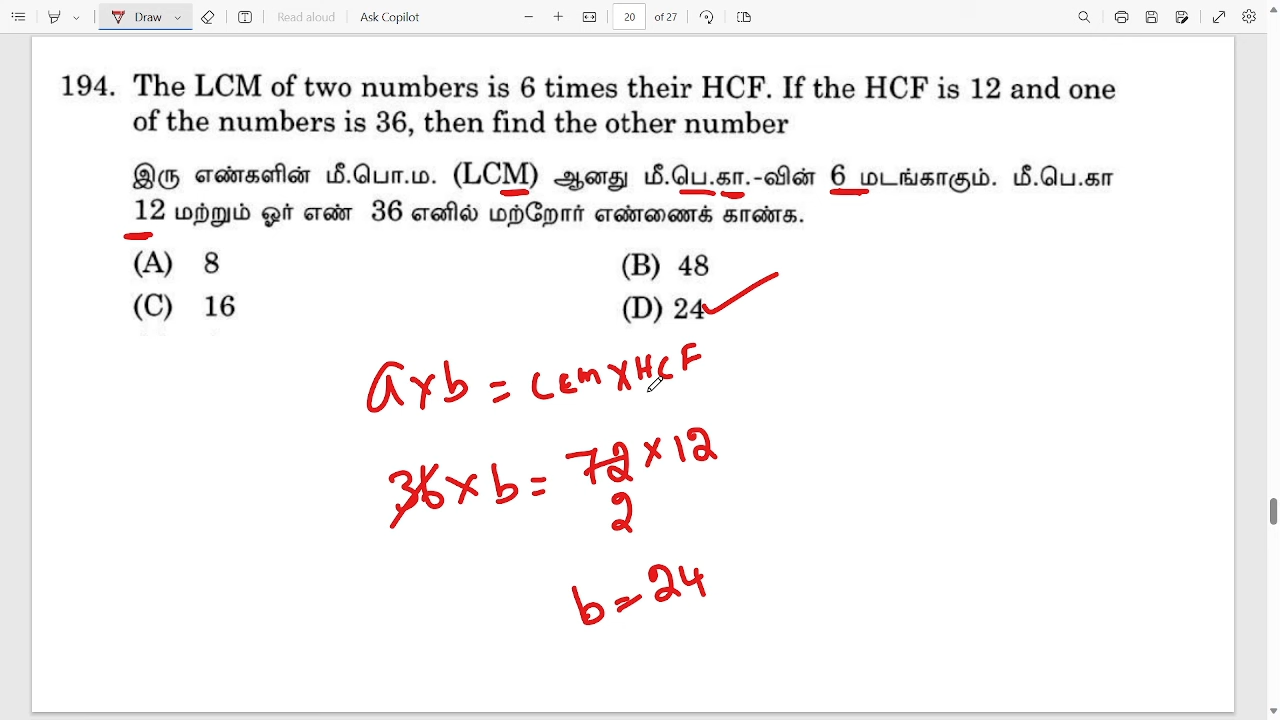 Draw
Read aloud
Ask Copilot
20 of 27
194. The LCM of two numbers is 6 times their HCF. If the HCF is 12 and one
of the numbers is 36, then find the other number
இரு எண்களின் மீ.பொ.ம. (LCM) ஆனது மீ.பெ.கா.-வின் 6 மடங்காகும். மீ.பெ.கா
12 மற்றும் ஓர் எண் 36 எனில் மற்றோர் எண்ணைக் காண்க.
(A) 8
(B) 48
(C) 16
(D) 24
a x b = LCM x HCF
36 x b = 72 x 12
2
b = 24